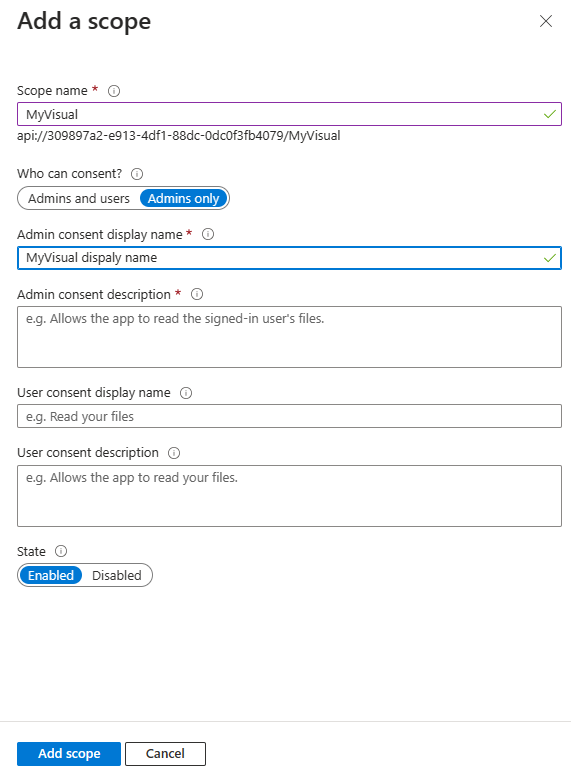 Add a scope
Scope name *
MyVisual
api://309897a2-e913-4df1-88dc-0dc0f3fb4079/MyVisual
Who can consent?
Admins and users Admins only
Admin consent display name *
MyVisual dispaly name
Admin consent description *
e.g. Allows the app to read the signed-in user's files.
User consent display name
e.g. Read your files
User consent description
e.g. Allows the app to read your files.
State
Enabled Disabled
Add scope Cancel